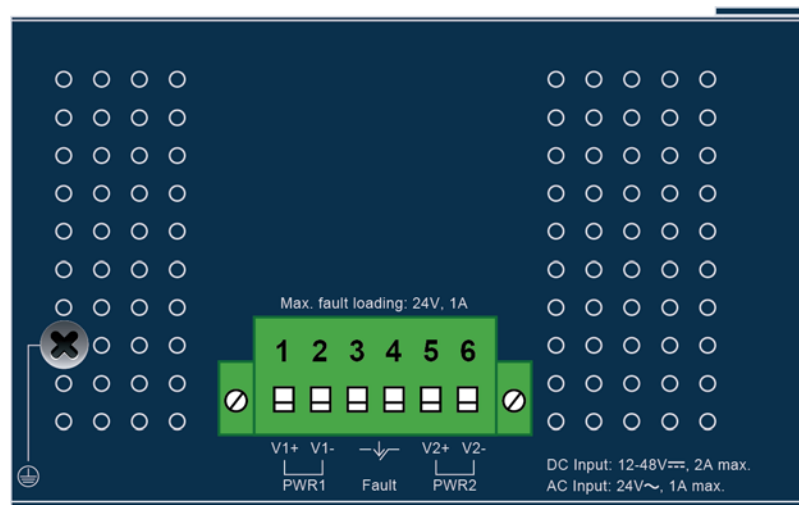 Max. fault loading: 24V, 1A
1 2 3 4 5 6
V1+ V1- V2+ V2-
PWR1 Fault PWR2
DC Input: 12-48V⎓, 2A max.
AC Input: 24V～, 1A max.